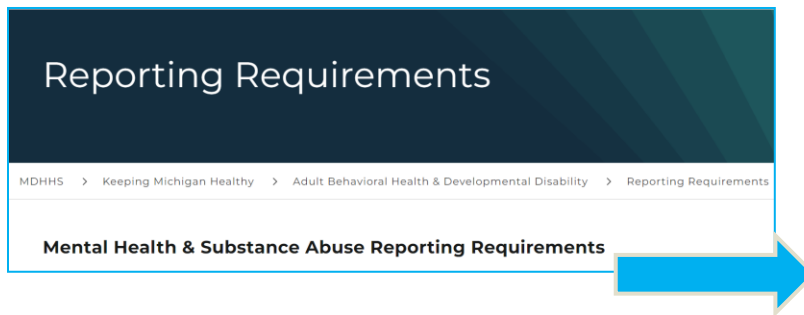 Reporting Requirements
MDHHS > Keeping Michigan Healthy > Adult Behavioral Health & Developmental Disability > Reporting Requirements
Mental Health & Substance Abuse Reporting Requirements